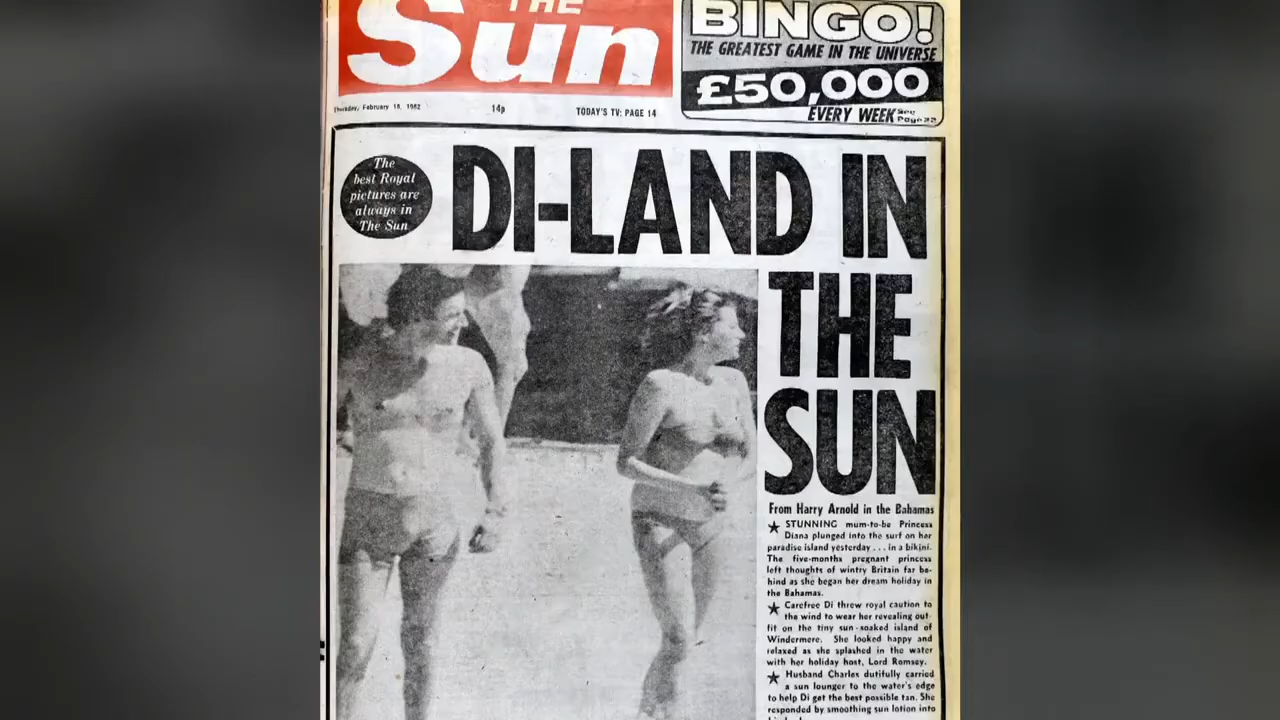 THE
Sun
BINGO!
THE GREATEST GAME IN THE UNIVERSE
£50,000
EVERY WEEK See
Page 22
Thursday, February 18, 1982
14p
TODAY'S TV: PAGE 14
The
best Royal
pictures are
always in
The Sun
DI-LAND IN
THE
SUN
From Harry Arnold in the Bahamas
★ STUNNING mum-to-be Princess
Diana plunged into the surf on her
paradise island yesterday . . . in a bikini.
The five-months pregnant princess
left thoughts of wintry Britain far be-
hind as she began her dream holiday in
the Bahamas.
★ Carefree Di threw royal caution to
the wind to wear her revealing out-
fit on the tiny sun-soaked island of
Windermere. She looked happy and
relaxed as she splashed in the water
with her holiday host, Lord Romsey.
★ Husband Charles dutifully carried
a sun lounger to the water's edge
to help Di get the best possible tan. She
responded by smoothing sun lotion into